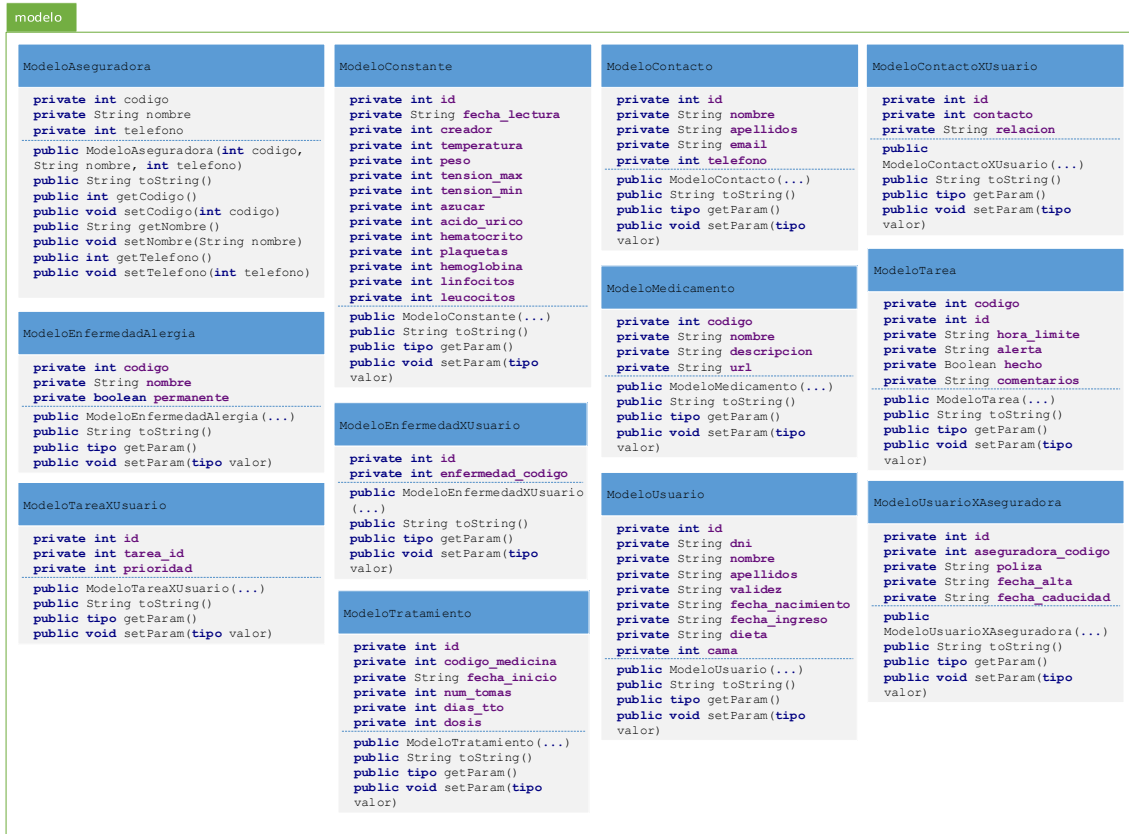 modelo
ModeloAseguradora
private int codigo
private String nombre
private int telefono
public ModeloAseguradora(int codigo,
String nombre, int telefono)
public String toString()
public int getCodigo()
public void setCodigo(int codigo)
public String getNombre()
public void setNombre(String nombre)
public int getTelefono()
public void setTelefono(int telefono)
ModeloEnfermedadAlergia
private int codigo
private String nombre
private boolean permanente
public ModeloEnfermedadAlergia(...)
public String toString()
public tipo getParam()
public void setParam(tipo valor)
ModeloTareaXUsuario
private int id
private int tarea_id
private int prioridad
public ModeloTareaXUsuario(...)
public String toString()
public tipo getParam()
public void setParam(tipo valor)
ModeloConstante
private int id
private String fecha_lectura
private int creador
private int temperatura
private int peso
private int tension_max
private int tension_min
private int azucar
private int acido_urico
private int hematocrito
private int plaquetas
private int hemoglobina
private int linfocitos
private int leucocitos
public ModeloConstante(...)
public String toString()
public tipo getParam()
public void setParam(tipo
valor)
ModeloEnfermedadXUsuario
private int id
private int enfermedad_codigo
public ModeloEnfermedadXUsuario
(...)
public String toString()
public tipo getParam()
public void setParam(tipo
valor)
ModeloTratamiento
private int id
private int codigo_medicina
private String fecha_inicio
private int num_tomas
private int dias_tto
private int dosis
public ModeloTratamiento(...)
public String toString()
public tipo getParam()
public void setParam(tipo
valor)
ModeloContacto
private int id
private String nombre
private String apellidos
private String email
private int telefono
public ModeloContacto(...)
public String toString()
public tipo getParam()
public void setParam(tipo
valor)
ModeloMedicamento
private int codigo
private String nombre
private String descripcion
private String url
public ModeloMedicamento(...)
public String toString()
public tipo getParam()
public void setParam(tipo
valor)
ModeloUsuario
private int id
private String dni
private String nombre
private String apellidos
private String validez
private String fecha_nacimiento
private String fecha_ingreso
private String dieta
private int cama
public ModeloUsuario(...)
public String toString()
public tipo getParam()
public void setParam(tipo
valor)
ModeloContactoXUsuario
private int id
private int contacto
private String relacion
public
ModeloContactoXUsuario(...)
public String toString()
public tipo getParam()
public void setParam(tipo
valor)
ModeloTarea
private int codigo
private int id
private String hora_limite
private String alerta
private Boolean hecho
private String comentarios
public ModeloTarea(...)
public String toString()
public tipo getParam()
public void setParam(tipo
valor)
ModeloUsuarioXAseguradora
private int id
private int aseguradora_codigo
private String poliza
private String fecha_alta
private String fecha_caducidad
public
ModeloUsuarioXAseguradora(...)
public String toString()
public tipo getParam()
public void setParam(tipo
valor)